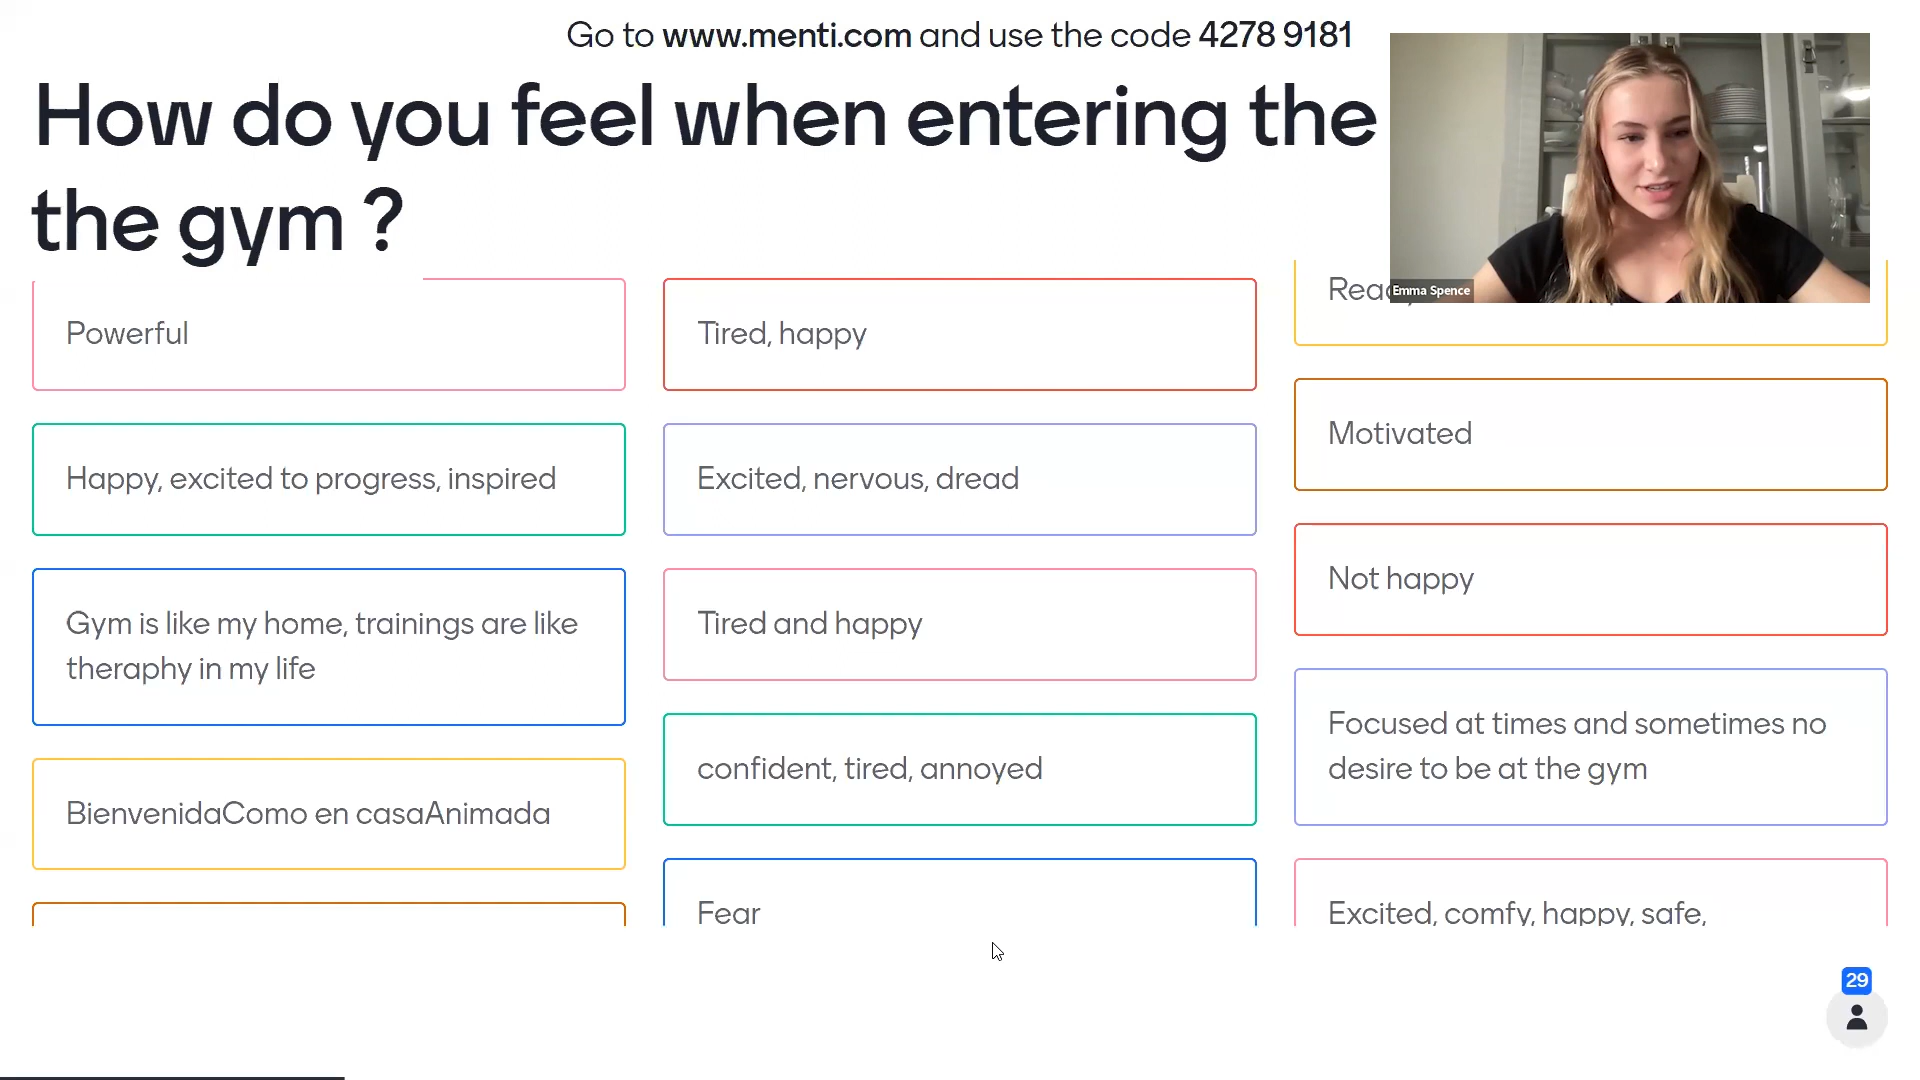 Go to www.menti.com and use the code 4278 9181
How do you feel when entering the
the gym ?
Powerful
Happy, excited to progress, inspired
Gym is like my home, trainings are like
theraphy in my life
BienvenidaComo en casaAnimada
Tired, happy
Excited, nervous, dread
Tired and happy
confident, tired, annoyed
Fear
Emma Spence
Motivated
Not happy
Focused at times and sometimes no
desire to be at the gym
Excited, comfy, happy, safe,
29